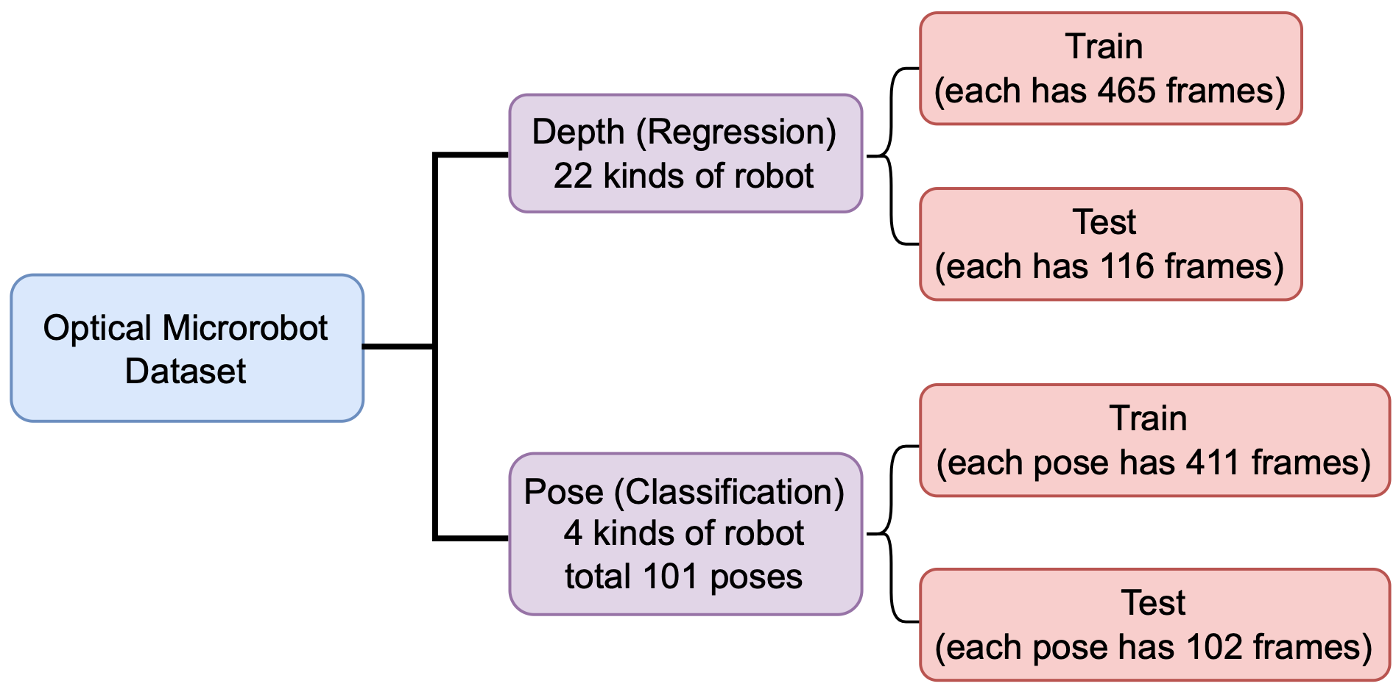 Optical Microrobot
Dataset
Depth (Regression)
22 kinds of robot
Train
(each has 465 frames)
Test
(each has 116 frames)
Pose (Classification)
4 kinds of robot
total 101 poses
Train
(each pose has 411 frames)
Test
(each pose has 102 frames)